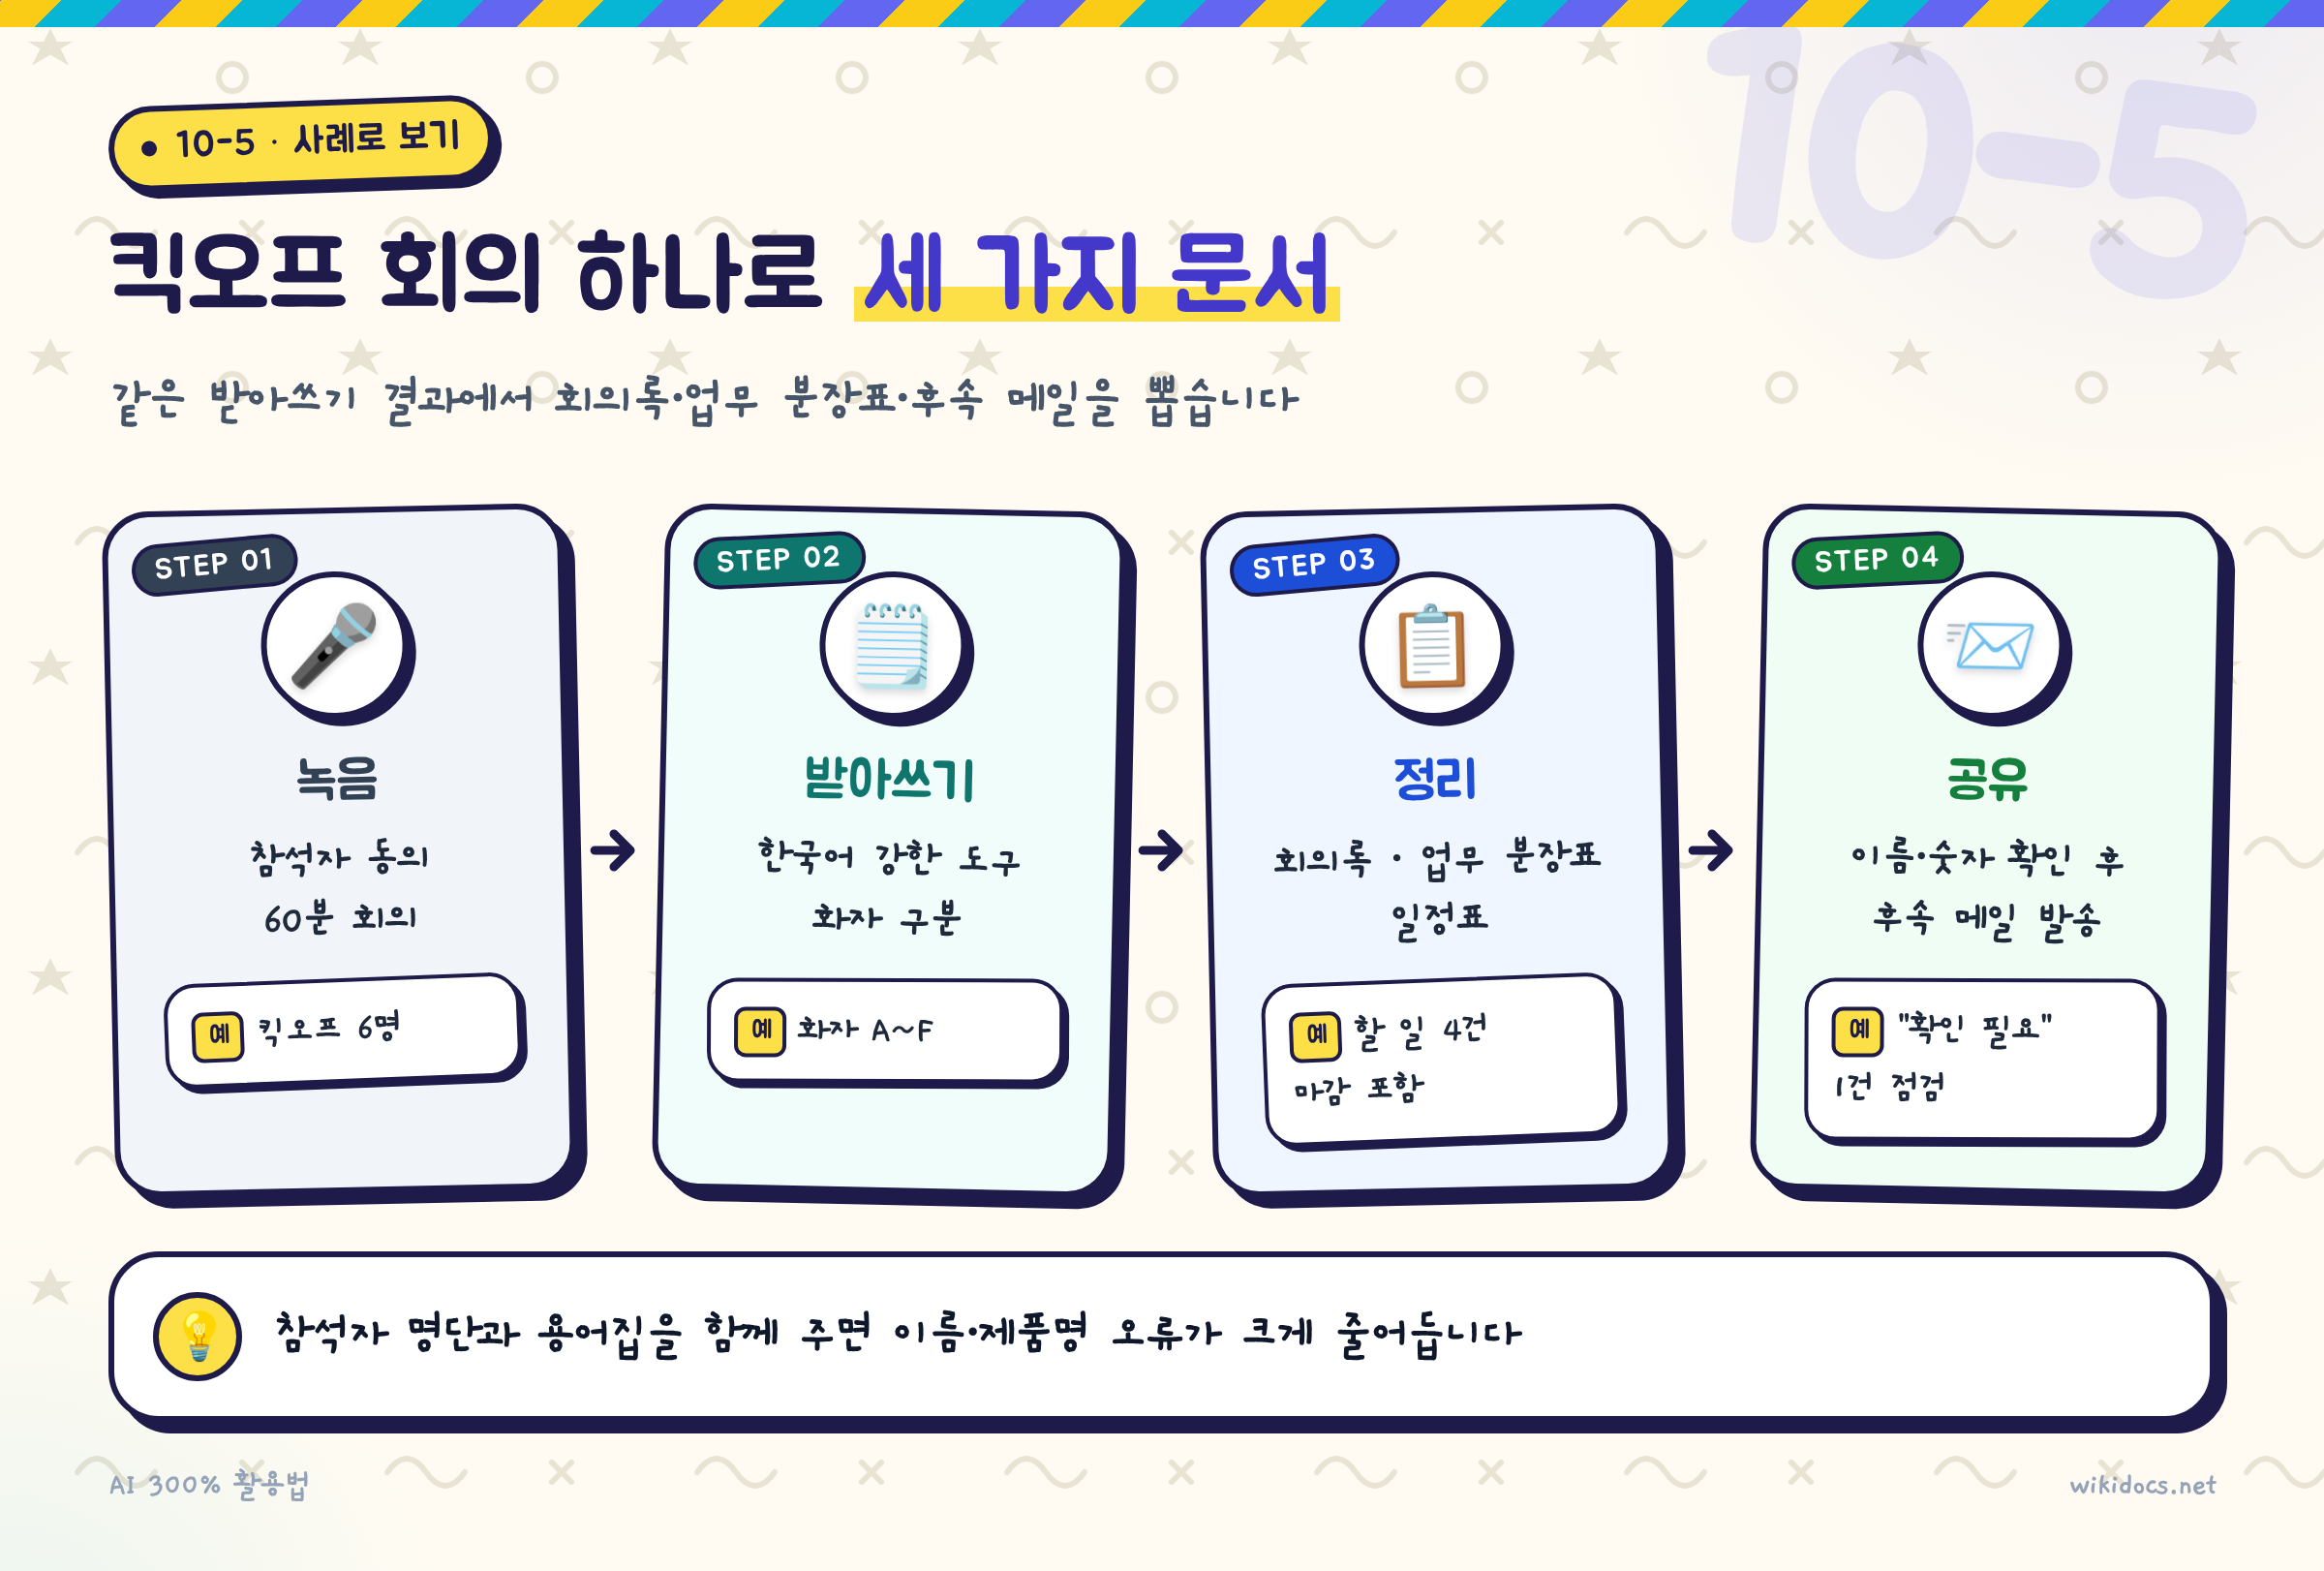 10-5
10-5 · 사례로 보기
킥오프 회의 하나로 세 가지 문서
같은 받아쓰기 결과에서 회의록·업무 분장표·후속 메일을 뽑습니다
STEP 01
녹음
참석자 동의
60분 회의
예 킥오프 6명
STEP 02
받아쓰기
한국어 강한 도구
화자 구분
예 화자 A~F
STEP 03
정리
회의록 · 업무 분장표
일정표
예 할 일 4건
마감 포함
STEP 04
공유
이름·숫자 확인 후
후속 메일 발송
예 "확인 필요"
1건 점검
참석자 명단과 용어집을 함께 주면 이름·제품명 오류가 크게 줄어듭니다
AI 300% 활용법
wikidocs.net